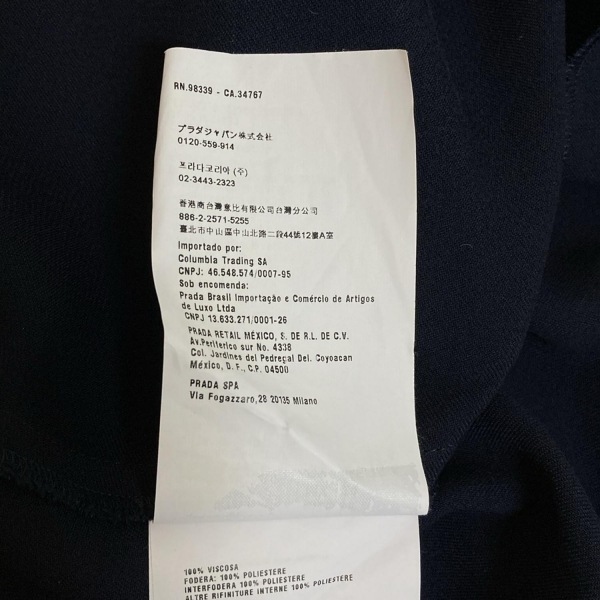 RN.98339 - CA.34767
プラダジャパン株式会社
0120-559-914
프라다코리아 (주)
02-3443-2323
香港商台灣意比有限公司台灣分公司
886-2-2571-5255
臺北市中山區中山北路二段44號12樓A室
Importado por:
Columbia Trading SA
CNPJ: 46.548.574/0007-95
Sob encomenda:
Prada Brasil Importação e Comércio de Artigos
de Luxo Ltda
CNPJ 13.633.271/0001-26
PRADA RETAIL MÉXICO, S. DE R.L. DE C.V.
Av.Periferico sur No. 4338
Col. Jardines del Pedregal Del. Coyoacan
México, D.F., C.P. 04500
PRADA SPA
Via Fogazzaro,28 20135 Milano
100% VISCOSA
FODERA: 100% POLIESTERE
INTERFODERA 100% POLIESTERE
ALTRE RIFINITURE INTERNE 100% POLIESTERE